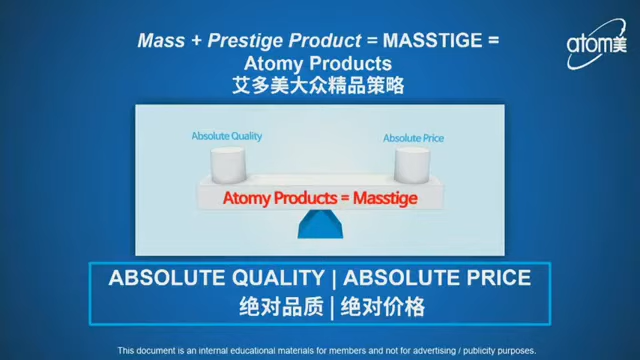 Mass + Prestige Product = MASSTIGE =
Atomy Products
艾多美大众精品策略
atom美
Absolute Quality
Absolute Price
Atomy Products = Masstige
ABSOLUTE QUALITY | ABSOLUTE PRICE
绝对品质 | 绝对价格
This document is an internal educational materials for members and not for advertising / publicity purposes.